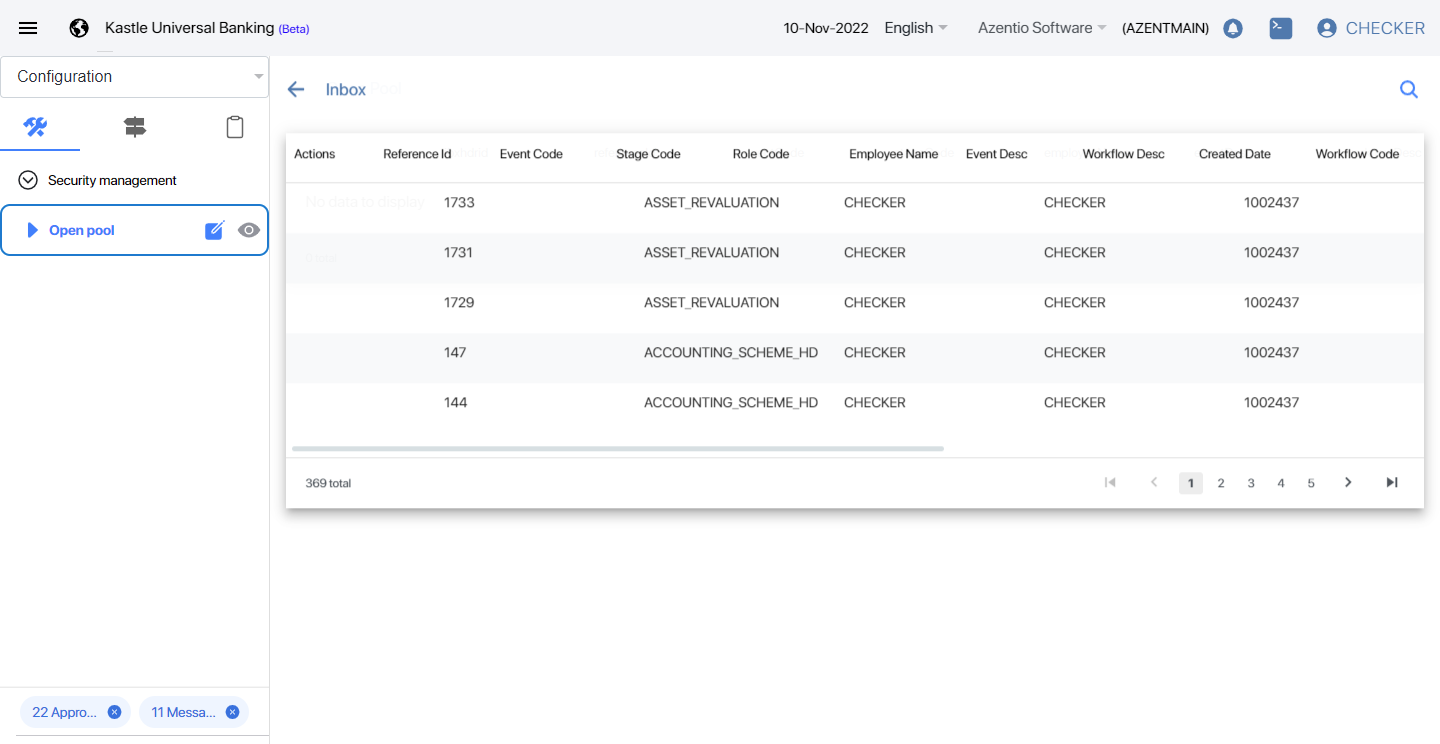 Kastle Universal Banking (Beta)
10-Nov-2022 English Azentio Software (AZENTMAIN) CHECKER
Configuration
Security management
Open pool
22 Appro...
11 Messa...
Inbox
Actions Reference Id Event Code Stage Code Role Code Employee Name Event Desc Workflow Desc Created Date Workflow Code
No data to display
1733 ASSET_REVALUATION CHECKER CHECKER 1002437
1731 ASSET_REVALUATION CHECKER CHECKER 1002437
1729 ASSET_REVALUATION CHECKER CHECKER 1002437
147 ACCOUNTING_SCHEME_HD CHECKER CHECKER 1002437
144 ACCOUNTING_SCHEME_HD CHECKER CHECKER 1002437
369 total
1 2 3 4 5